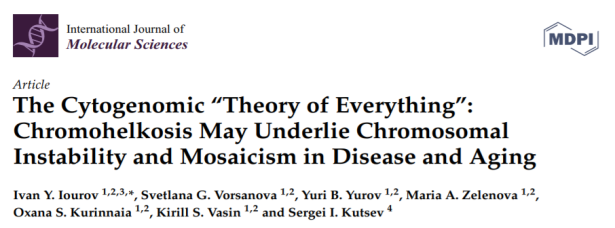 International Journal of
Molecular Sciences
MDPI
Article
The Cytogenomic “Theory of Everything”:
Chromohelkosis May Underlie Chromosomal
Instability and Mosaicism in Disease and Aging
Ivan Y. Iourov 1,2,3,*, Svetlana G. Vorsanova 1,2, Yuri B. Yurov 1,2, Maria A. Zelenova 1,2,
Oxana S. Kurinnaia 1,2, Kirill S. Vasin 1,2 and Sergei I. Kutsev 4